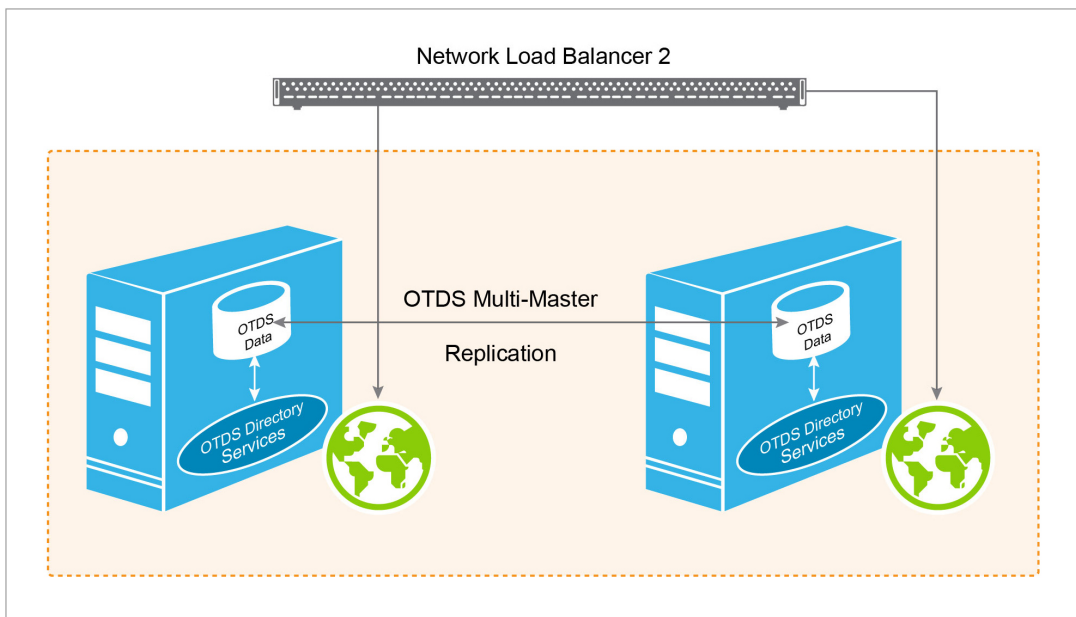 Network Load Balancer 2
OTDS Multi-Master
Replication
OTDS
Data
OTDS Directory
Services
OTDS
Data
OTDS Directory
Services